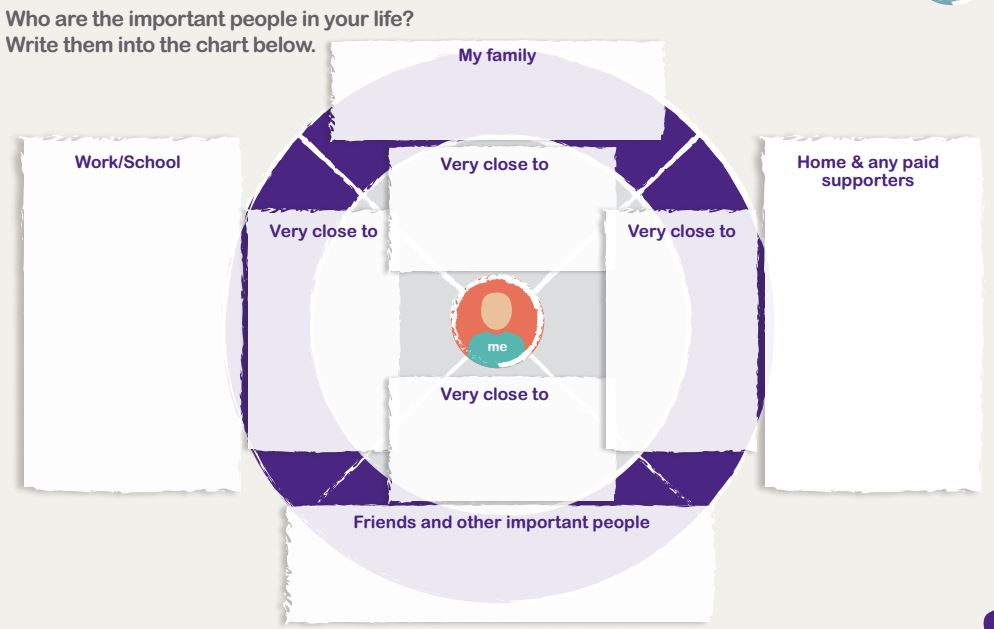 Who are the important people in your life?
Write them into the chart below.
My family
Work/School
Very close to
Home & any paid
supporters
Very close to
Very close to
me
Very close to
Friends and other important people